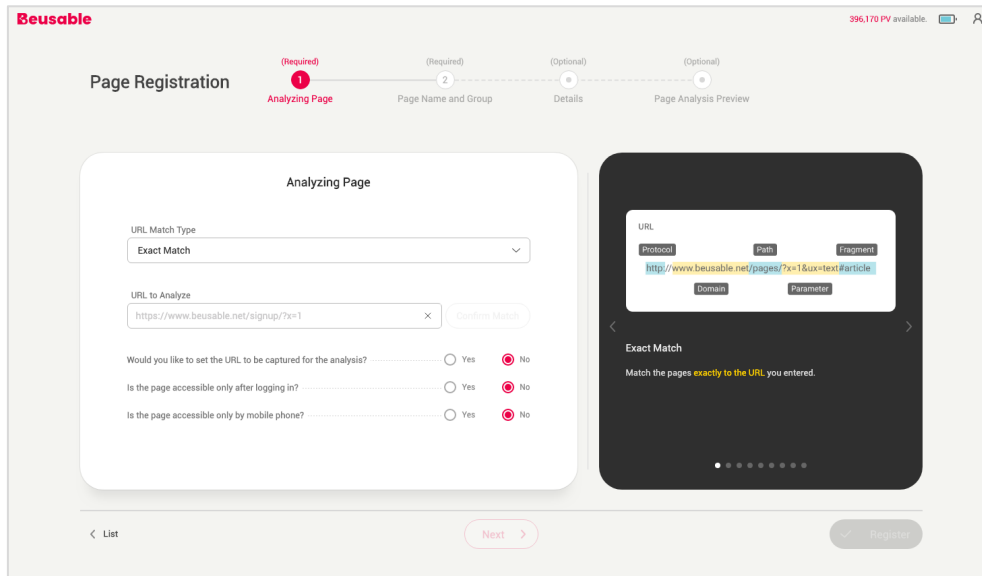 Beusable
396,170 PV available.
Page Registration
(Required)
1
Analyzing Page
(Required)
2
Page Name and Group
(Optional)
Details
(Optional)
Page Analysis Preview
Analyzing Page
URL Match Type
Exact Match
URL to Analyze
https://www.beusable.net/signup/?x=1
Confirm Match
Would you like to set the URL to be captured for the analysis? Yes No
Is the page accessible only after logging in? Yes No
Is the page accessible only by mobile phone? Yes No
URL
Protocol Path Fragment
http://www.beusable.net/pages/?x=1&ux=text#article
Domain Parameter
Exact Match
Match the pages exactly to the URL you entered.
List
Next
Register